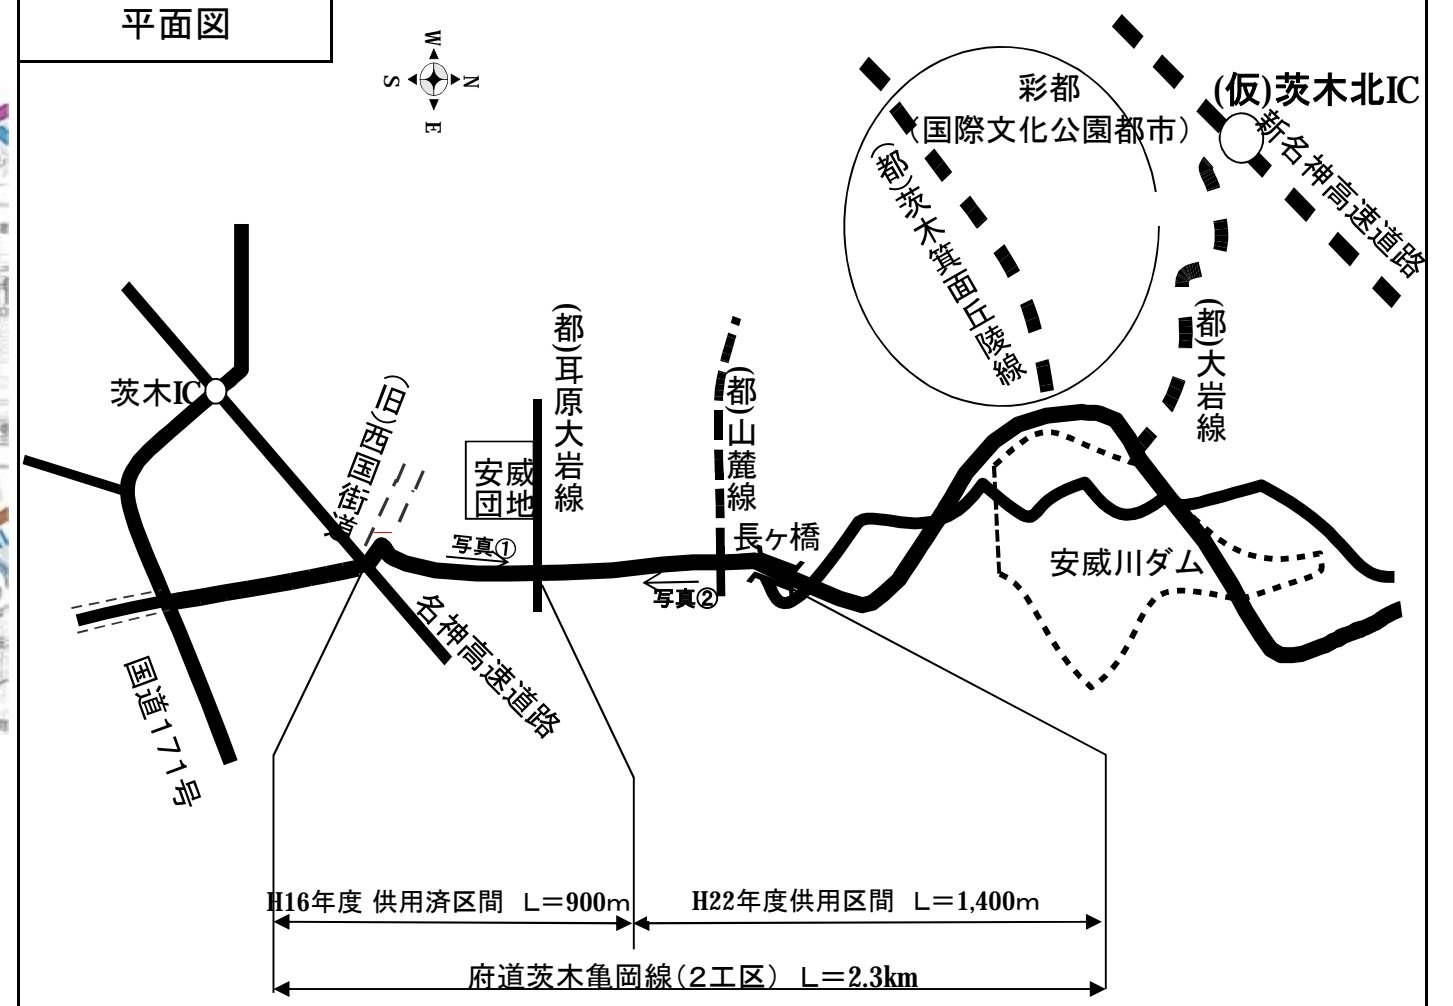 平面図
W
S
N
E
彩都
（国際文化公園都市）
(仮)茨木北IC
新名神高速道路
(都)茨木箕面丘陵線
(都)大岩線
(都)耳原大岩線
(都)山麓線
茨木IC
(旧)西国街道
安威
団地
写真①
長ヶ橋
写真②
安威川ダム
名神高速道路
国道171号
H16年度 供用済区間　L＝900m
H22年度供用区間　L＝1,400m
府道茨木亀岡線（2工区）　L＝2.3km